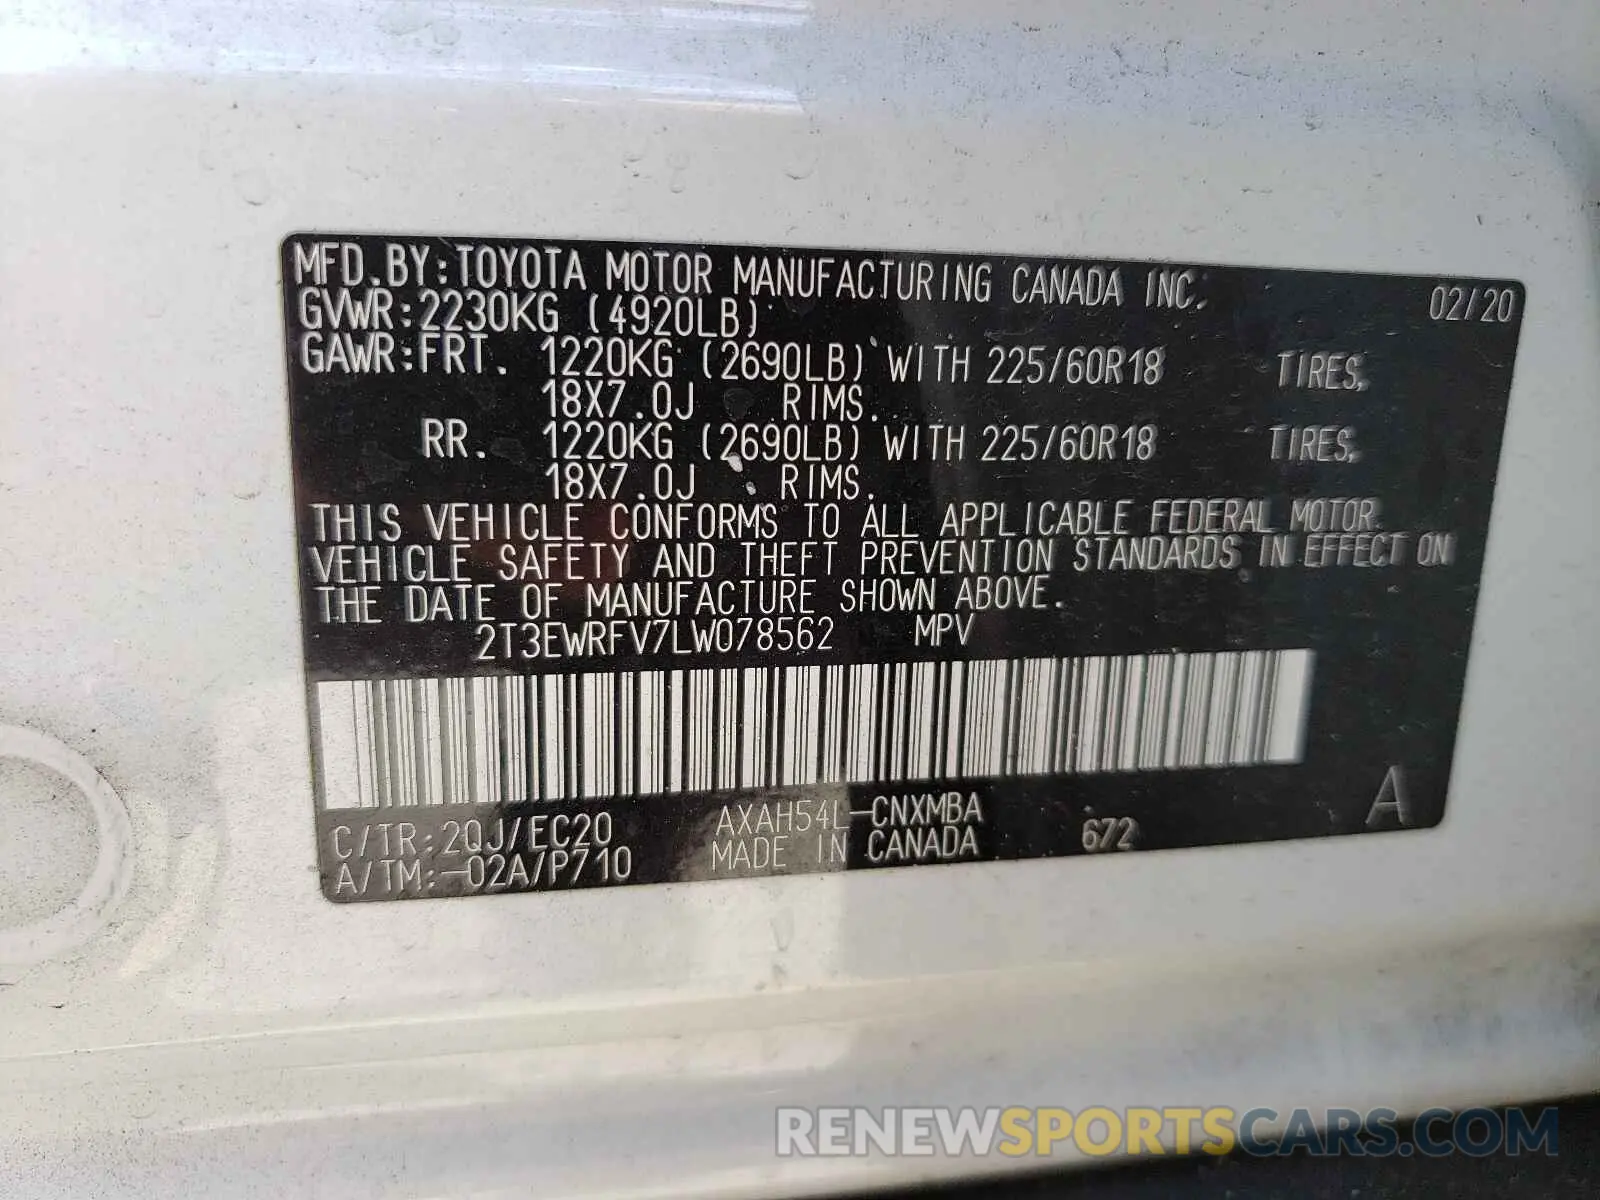 MFD.BY:TOYOTA MOTOR MANUFACTURING CANADA INC. 02/20
GVWR:2230KG (4920LB)
GAWR:FRT. 1220KG (2690LB) WITH 225/60R18 TIRES,
18X7.0J RIMS.
RR. 1220KG (2690LB) WITH 225/60R18 TIRES,
18X7.0J RIMS.
THIS VEHICLE CONFORMS TO ALL APPLICABLE FEDERAL MOTOR
VEHICLE SAFETY AND THEFT PREVENTION STANDARDS IN EFFECT ON
THE DATE OF MANUFACTURE SHOWN ABOVE.
2T3EWRFV7LW078562 MPV
C/TR:2QJ/EC20 AXAH54L-CNXMBA A
A/TM:-02A/P710 MADE IN CANADA 672
RENEWSPORTSCARS.COM